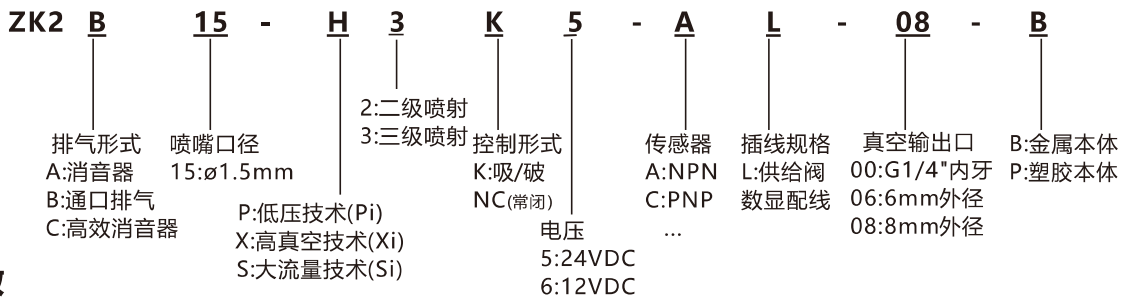 ZK2 B 15 - H 3 K 5 - A L - 08 - B
2:二级喷射
3:三级喷射
排气形式
A:消音器
B:通口排气
C:高效消音器
喷嘴口径
15:ø1.5mm
P:低压技术(Pi)
X:高真空技术(Xi)
S:大流量技术(Si)
控制形式
K:吸/破
NC(常闭)
电压
5:24VDC
6:12VDC
传感器
A:NPN
C:PNP
...
插线规格
L:供给阀
数显配线
真空输出口
00:G1/4"内牙
06:6mm外径
08:8mm外径
B:金属本体
P:塑胶本体